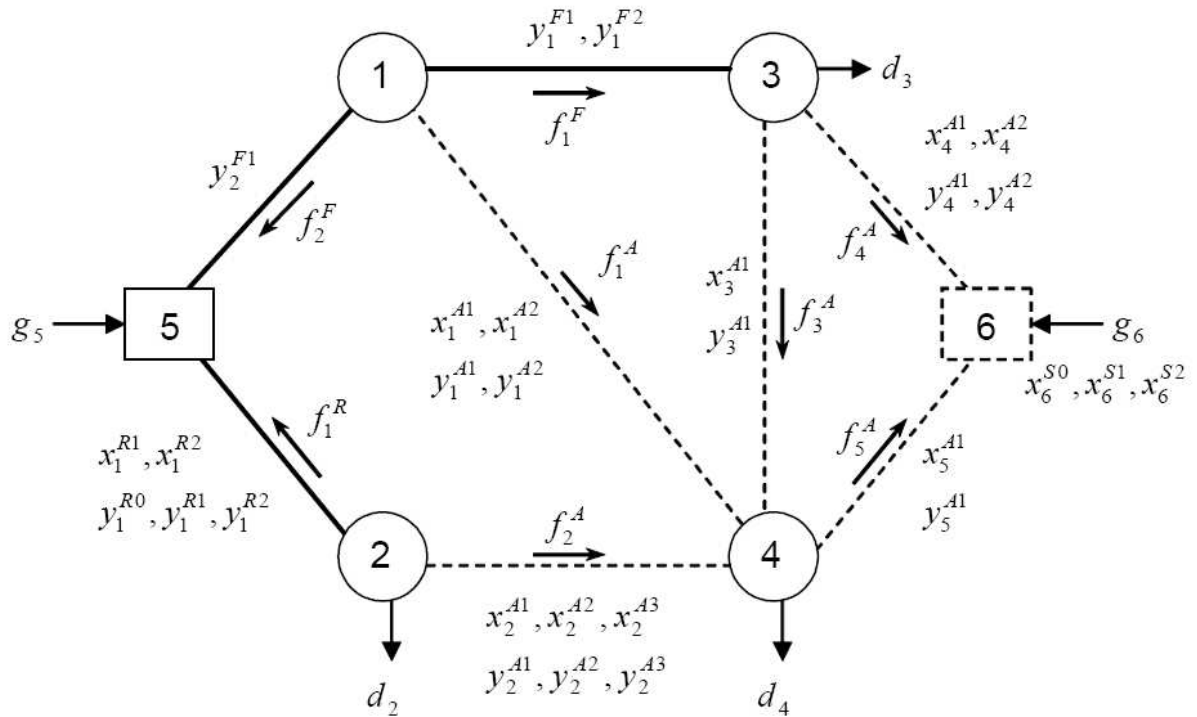 y_1^{F1}, y_1^{F2}
1
3
d_3
f_1^F
x_4^{A1}, x_4^{A2}
y_4^{A1}, y_4^{A2}
y_2^{F1}
f_2^F
f_4^A
f_1^A
x_3^{A1}
y_3^{A1}
f_3^A
g_5
5
x_1^{A1}, x_1^{A2}
y_1^{A1}, y_1^{A2}
6
g_6
x_6^{S0}, x_6^{S1}, x_6^{S2}
f_1^R
x_1^{R1}, x_1^{R2}
y_1^{R0}, y_1^{R1}, y_1^{R2}
f_5^A
x_5^{A1}
y_5^{A1}
2
f_2^A
4
x_2^{A1}, x_2^{A2}, x_2^{A3}
y_2^{A1}, y_2^{A2}, y_2^{A3}
d_2
d_4